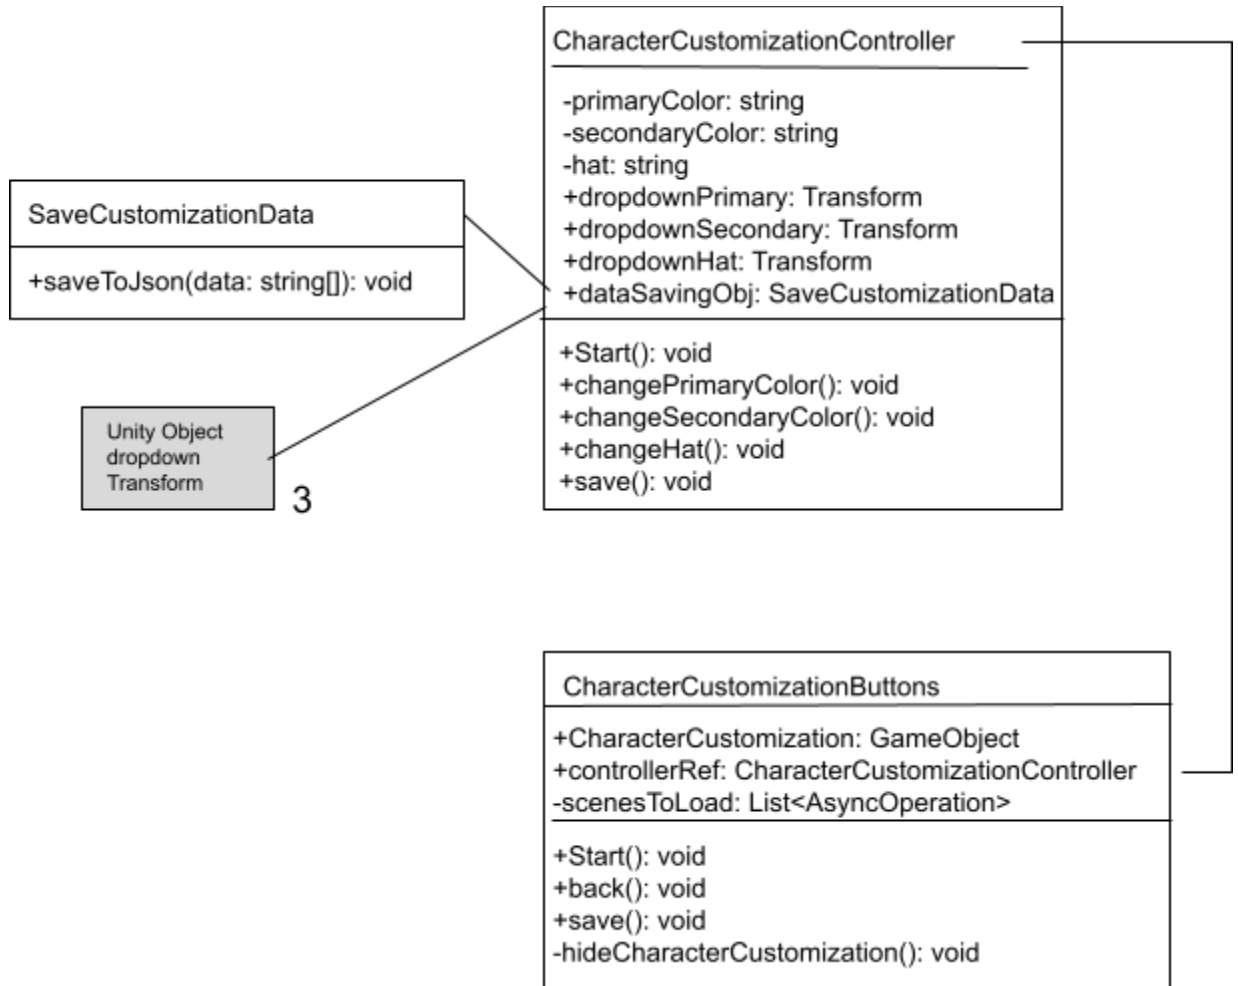 CharacterCustomizationController
-primaryColor: string
-secondaryColor: string
-hat: string
+dropdownPrimary: Transform
+dropdownSecondary: Transform
+dropdownHat: Transform
+dataSavingObj: SaveCustomizationData
+Start(): void
+changePrimaryColor(): void
+changeSecondaryColor(): void
+changeHat(): void
+save(): void
SaveCustomizationData
+saveToJson(data: string[]): void
Unity Object
dropdown
Transform
3
CharacterCustomizationButtons
+CharacterCustomization: GameObject
+controllerRef: CharacterCustomizationController
-scenesToLoad: List<AsyncOperation>
+Start(): void
+back(): void
+save(): void
-hideCharacterCustomization(): void